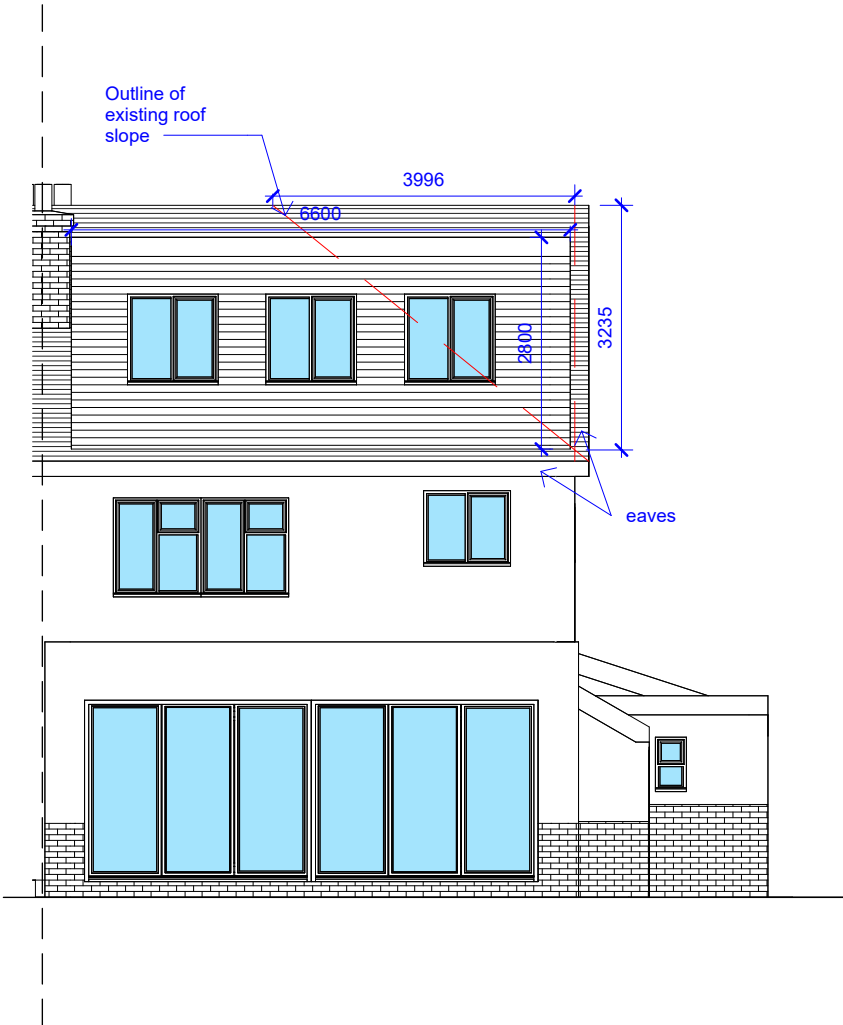 Outline of
existing roof
slope
3996
6600
2800
3235
eaves